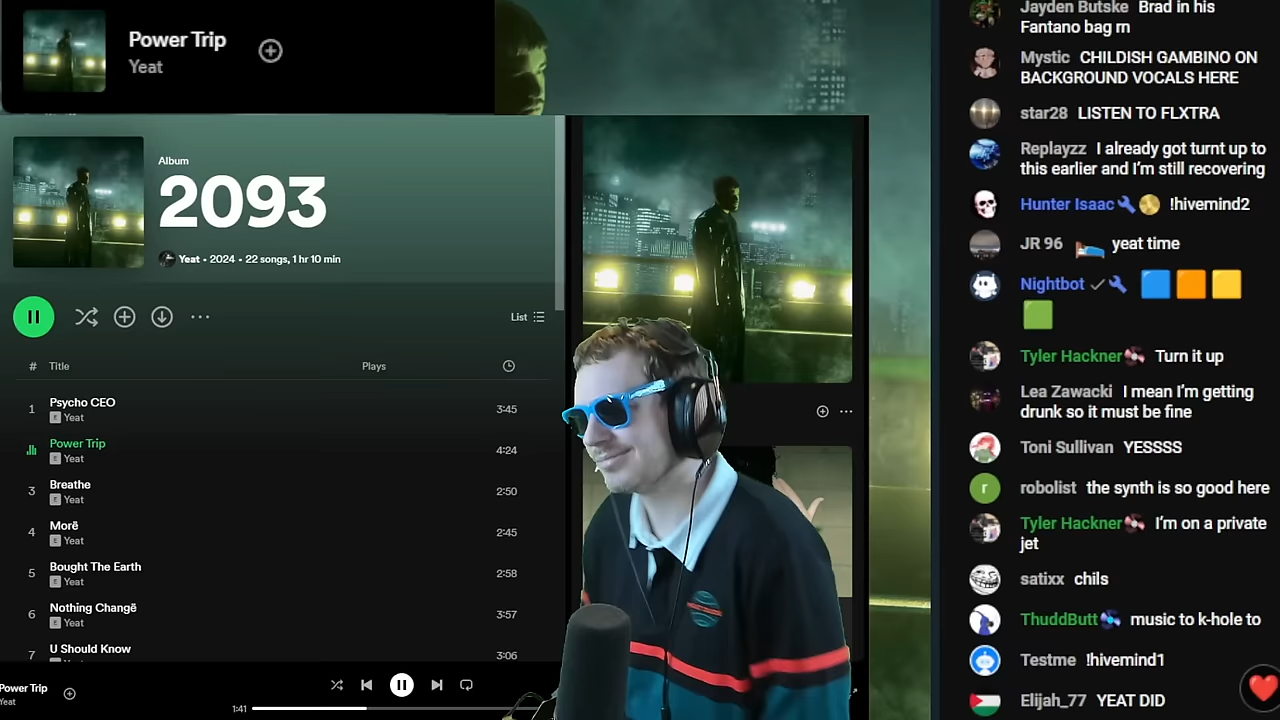 Power Trip
Yeat
Album
2093
Yeat • 2024 • 22 songs, 1 hr 10 min
List
# Title Plays
1 Psycho CEO 3:45
E Yeat
Power Trip 4:24
E Yeat
3 Breathe 2:50
E Yeat
4 Morë 2:45
E Yeat
5 Bought The Earth 2:58
E Yeat
6 Nothing Changë 3:57
E Yeat
7 U Should Know 3:06
Power Trip
Yeat
1:41
Jayden Butske Brad in his
Fantano bag rn
Mystic CHILDISH GAMBINO ON
BACKGROUND VOCALS HERE
star28 LISTEN TO FLXTRA
Replayzz I already got turnt up to
this earlier and I'm still recovering
Hunter Isaac !hivemind2
JR 96 yeat time
Nightbot
Tyler Hackner Turn it up
Lea Zawacki I mean I'm getting
drunk so it must be fine
Toni Sullivan YESSSS
r robolist the synth is so good here
Tyler Hackner I'm on a private
jet
satixx chils
ThuddButt music to k-hole to
Testme !hivemind1
Elijah_77 YEAT DID